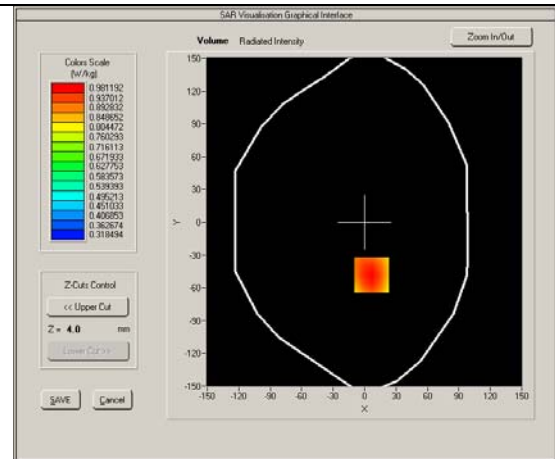 SAR Visualisation Graphical Interface
Volume Radiated Intensity
Zoom In/Out
Colors Scale
(W/kg)
0.981192
0.937012
0.892832
0.848652
0.804472
0.760293
0.716113
0.671933
0.627753
0.583573
0.539393
0.495213
0.451033
0.406853
0.362674
0.318494
150
120
90
60
30
0
-30
-60
-90
-120
-150
Y
-150 -120 -90 -60 -30 0 30 60 90 120 150
X
Z-Cuts Control
<< Upper Cut
Z = 4.0 mm
Lower Cut >>
SAVE Cancel